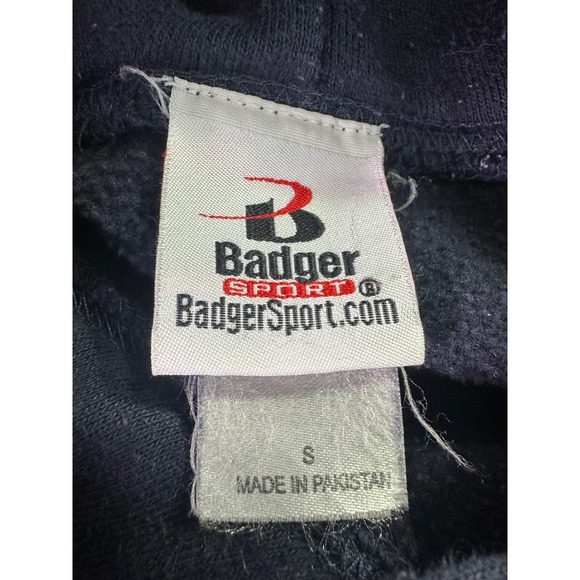 B
Badger
SPORT®
BadgerSport.com
S
MADE IN PAKISTAN